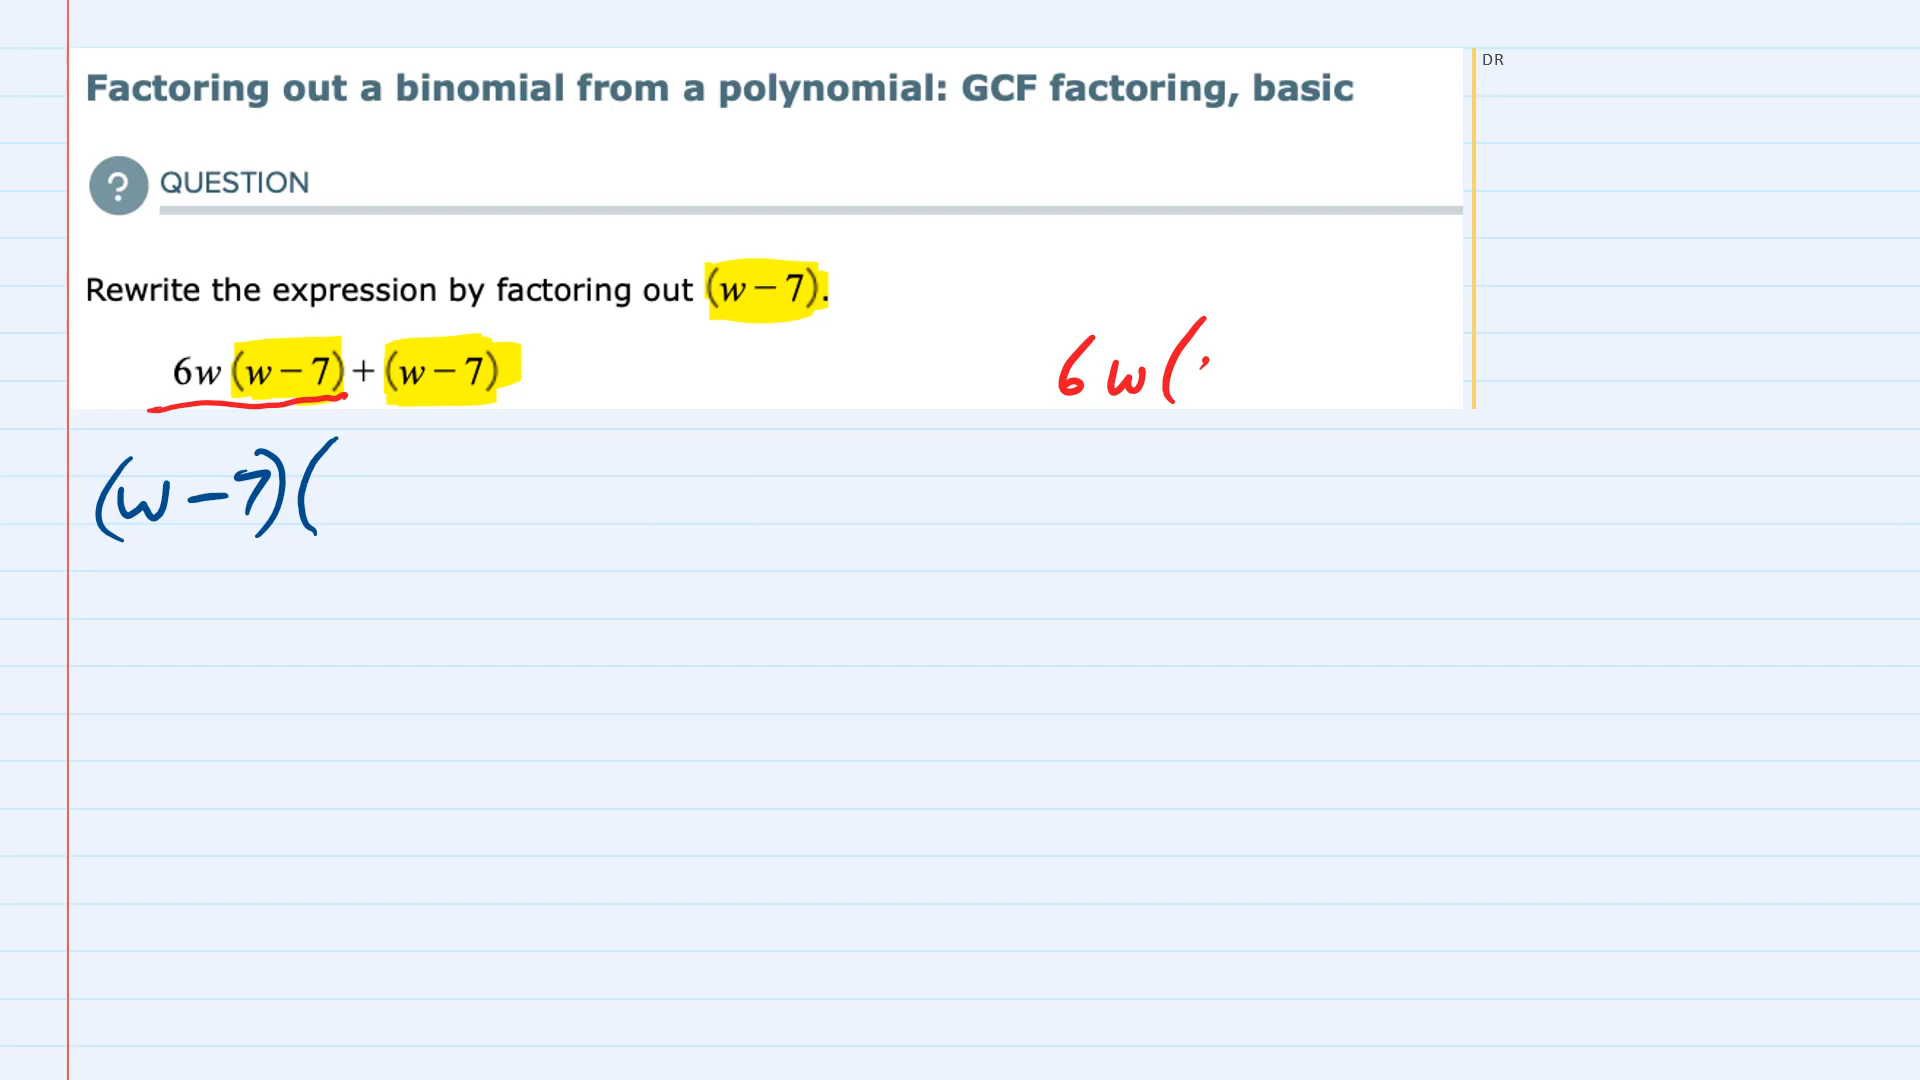 Factoring out a binomial from a polynomial: GCF factoring, basic
DR
? QUESTION
Rewrite the expression by factoring out (w − 7).
6w (w − 7) + (w − 7)
6w(
(w − 7)(